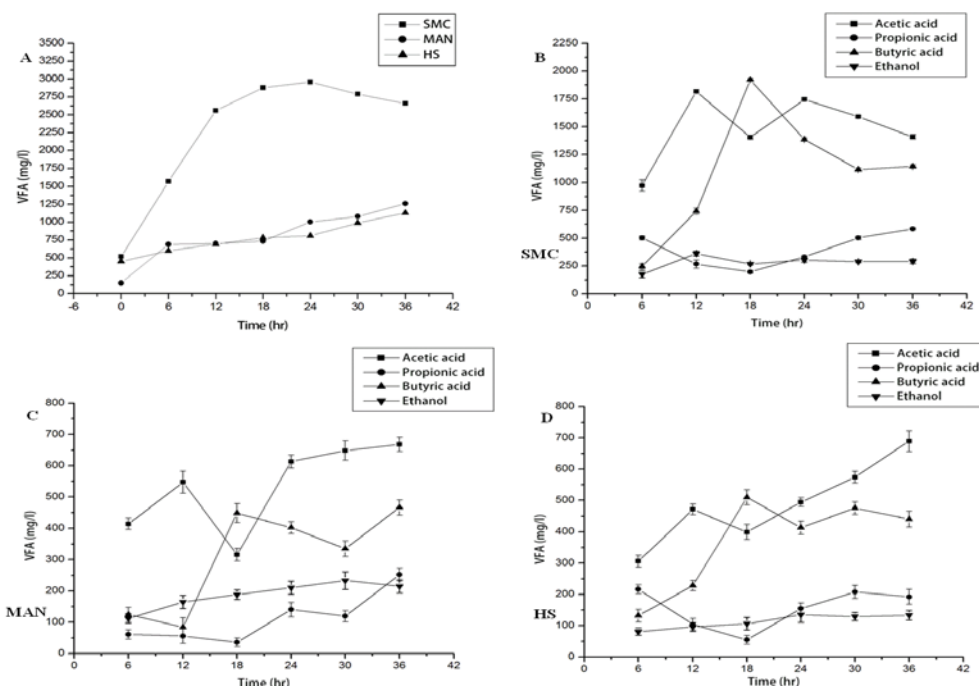 A
SMC
MAN
HS
VFA (mg/l)
3500
3250
3000
2750
2500
2250
2000
1750
1500
1250
1000
750
500
250
0
-6 0 6 12 18 24 30 36 42
Time (hr)
B
Acetic acid
Propionic acid
Butyric acid
Ethanol
VFA (mg/l)
2250
2000
1750
1500
1250
750
500
250
0
SMC
0 6 12 18 24 30 36 42
Time (hr)
C
Acetic acid
Propionic acid
Butyric acid
Ethanol
VFA (mg/l)
800
700
600
500
400
300
200
100
0
MAN
0 6 12 18 24 30 36 42
Time (hr)
D
Acetic acid
Propionic acid
Butyric acid
Ethanol
VFA (mg/l)
800
700
600
500
400
300
200
100
0
HS
0 6 12 18 24 30 36 42
Time (hr)